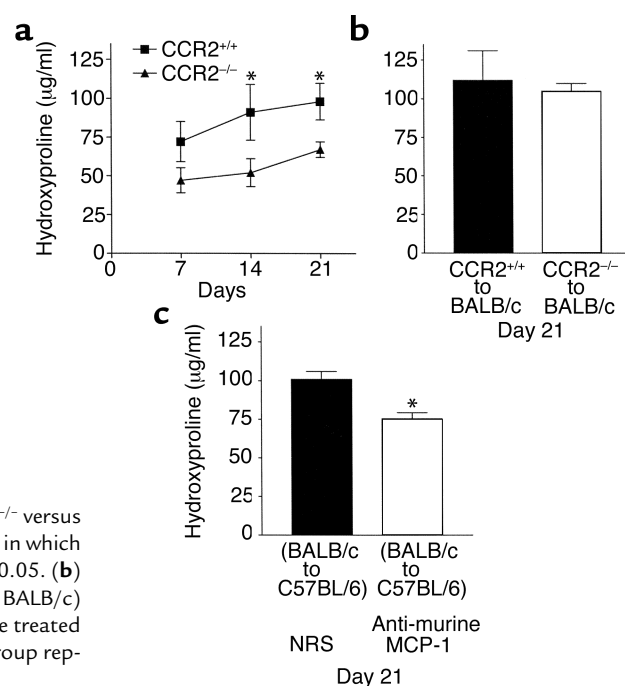 a
Hydroxyproline (µg/ml)
125
100
75
50
25
0
CCR2+/+
CCR2–/–
*
*
0
7
14
21
Days
b
125
100
75
50
25
0
CCR2+/+
to
BALB/c
CCR2–/–
to
BALB/c
Day 21
c
Hydroxyproline (µg/ml)
125
100
75
50
25
0
*
(BALB/c
to
C57BL/6)
(BALB/c
to
C57BL/6)
NRS
Anti-murine
MCP-1
Day 21
–/– versus
in which
0.05. (b)
BALB/c)
e treated
roup rep-